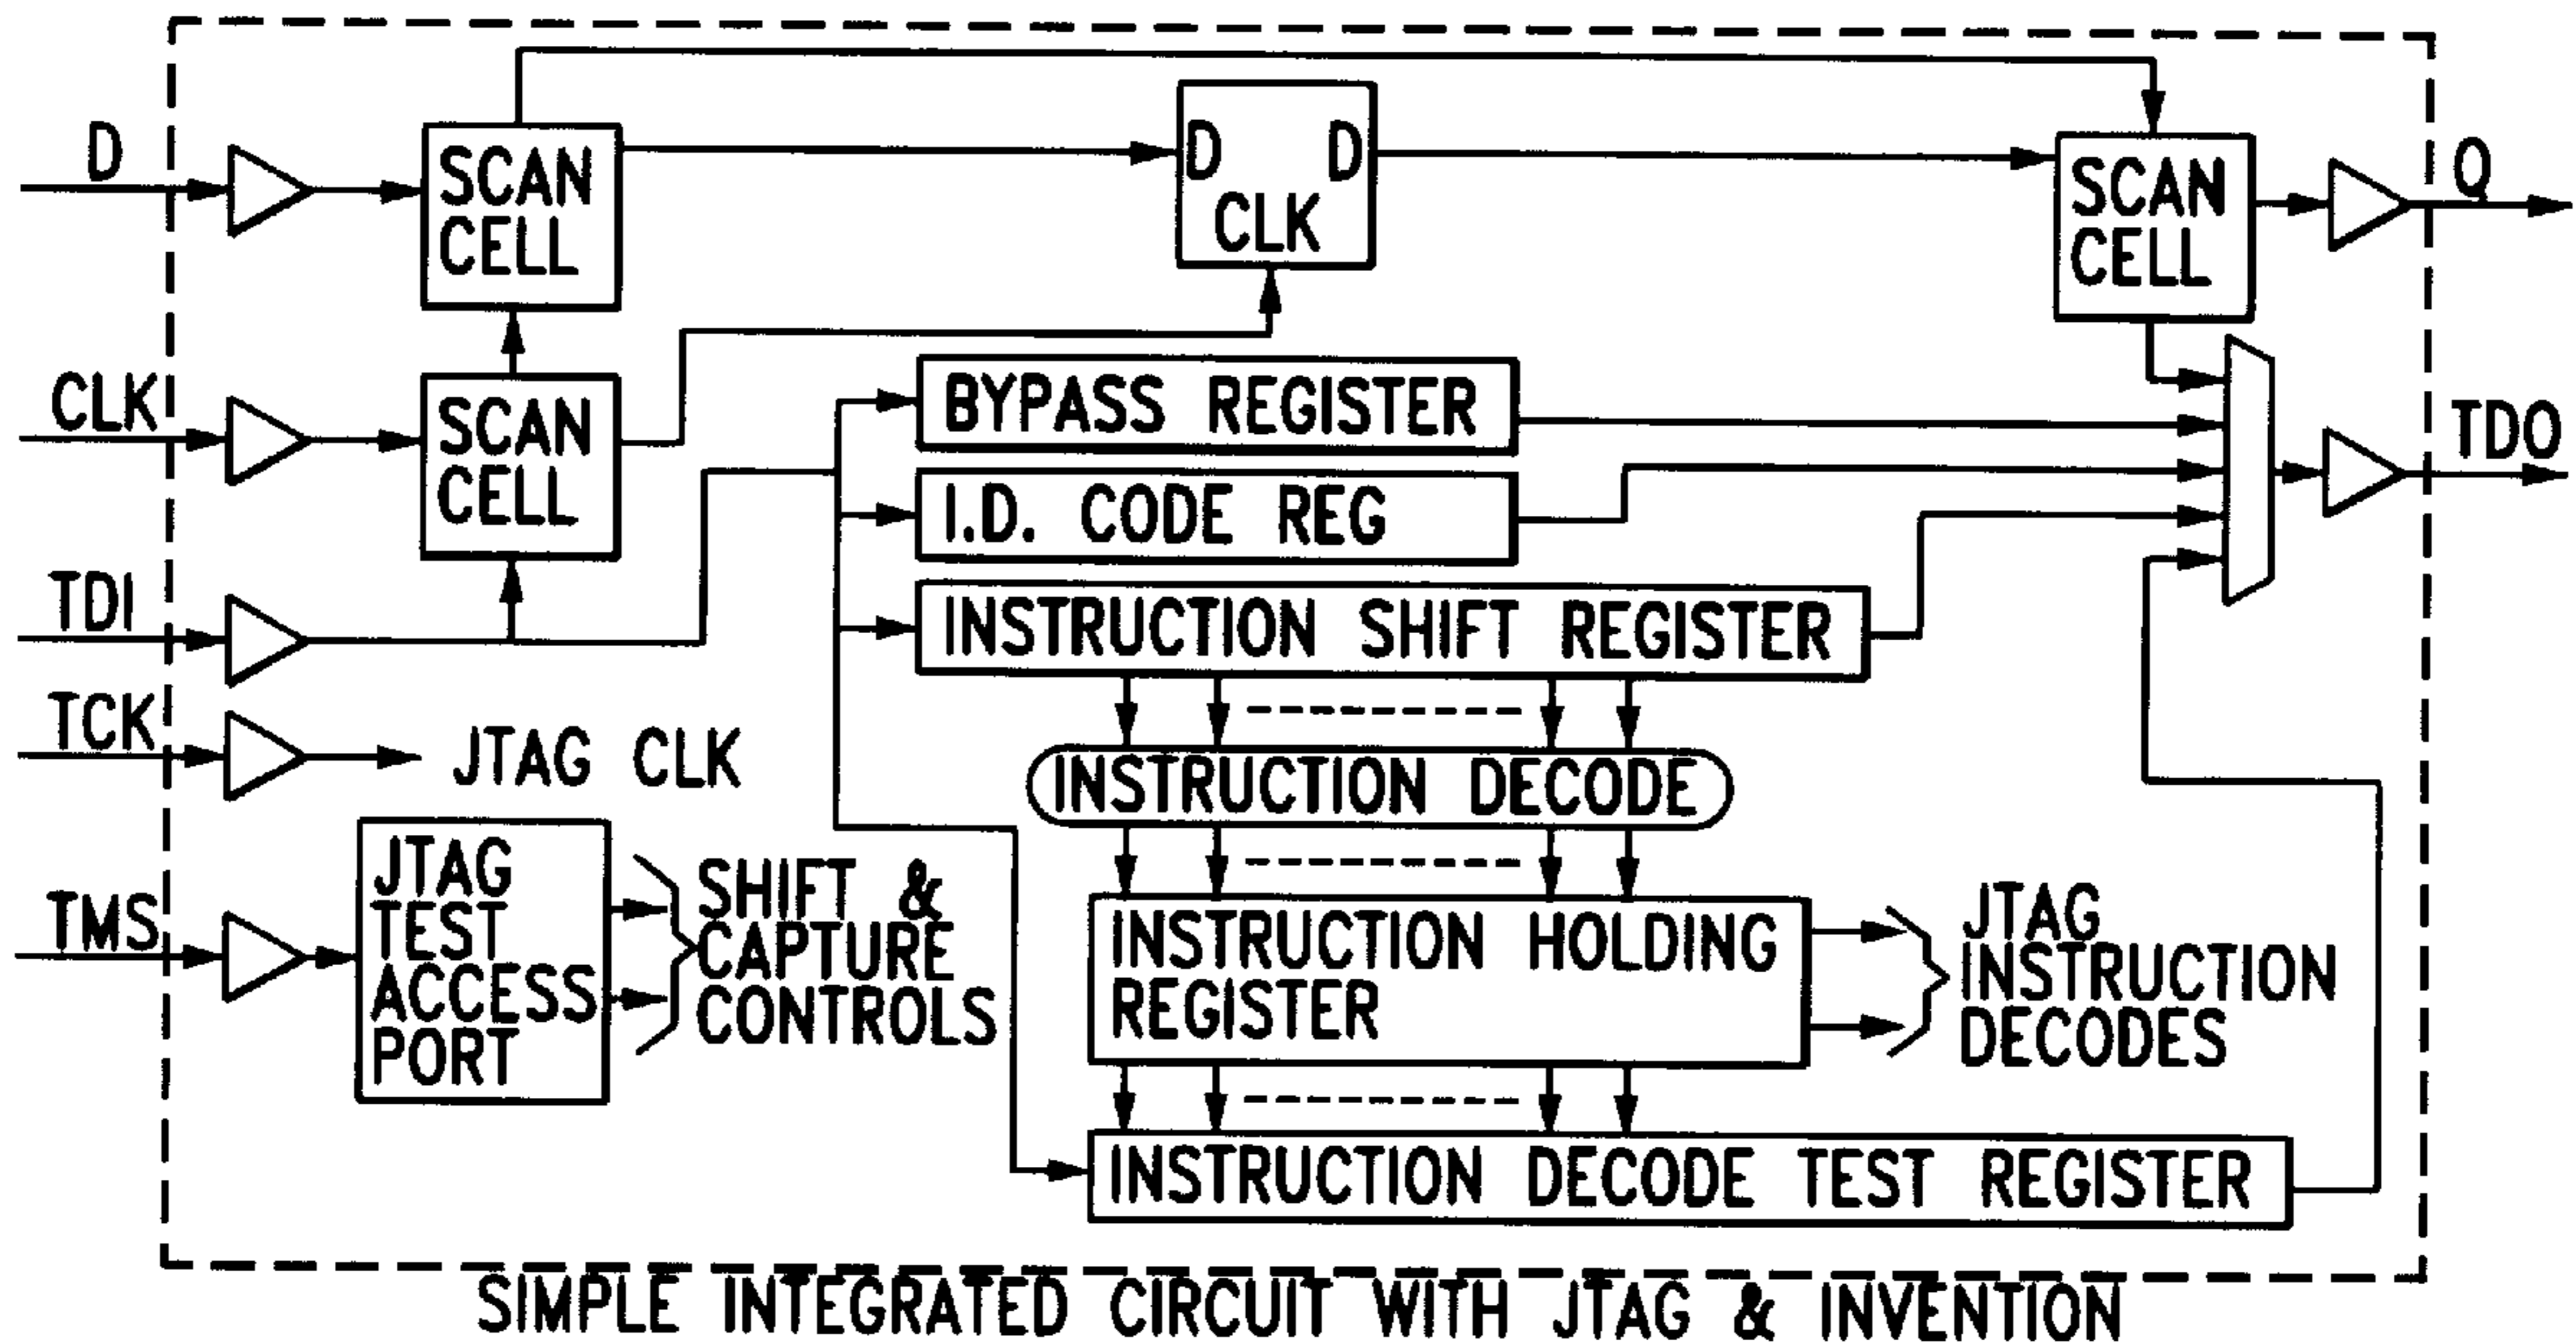 D
SCAN
CELL
D D
CLK
SCAN
CELL
Q
CLK
SCAN
CELL
BYPASS REGISTER
TDO
I.D. CODE REG
TDI
INSTRUCTION SHIFT REGISTER
TCK
JTAG CLK
INSTRUCTION DECODE
TMS
JTAG
TEST
ACCESS
PORT
SHIFT &
CAPTURE
CONTROLS
INSTRUCTION HOLDING
REGISTER
JTAG
INSTRUCTION
DECODES
INSTRUCTION DECODE TEST REGISTER
SIMPLE INTEGRATED CIRCUIT WITH JTAG & INVENTION